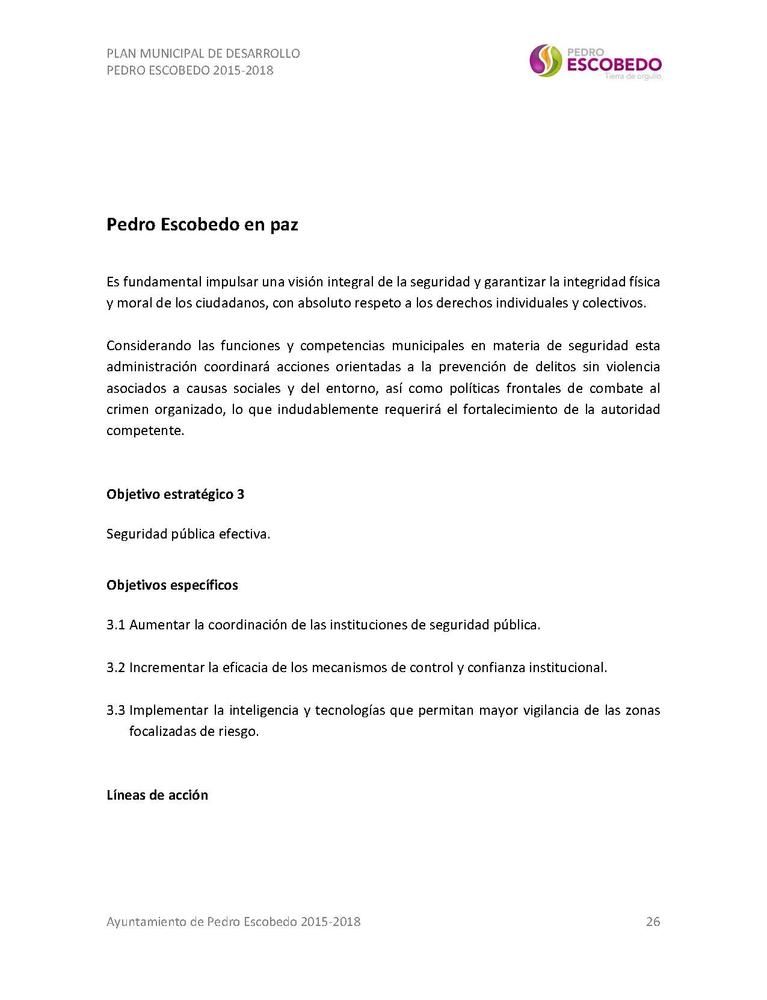 PLAN MUNICIPAL DE DESARROLLO
PEDRO ESCOBEDO 2015-2018
PEDRO
ESCOBEDO
Tierra de orgullo
Pedro Escobedo en paz
Es fundamental impulsar una visión integral de la seguridad y garantizar la integridad física
y moral de los ciudadanos, con absoluto respeto a los derechos individuales y colectivos.
Considerando las funciones y competencias municipales en materia de seguridad esta
administración coordinará acciones orientadas a la prevención de delitos sin violencia
asociados a causas sociales y del entorno, así como políticas frontales de combate al
crimen organizado, lo que indudablemente requerirá el fortalecimiento de la autoridad
competente.
Objetivo estratégico 3
Seguridad pública efectiva.
Objetivos específicos
3.1 Aumentar la coordinación de las instituciones de seguridad pública.
3.2 Incrementar la eficacia de los mecanismos de control y confianza institucional.
3.3 Implementar la inteligencia y tecnologías que permitan mayor vigilancia de las zonas
focalizadas de riesgo.
Líneas de acción
Ayuntamiento de Pedro Escobedo 2015-2018 26